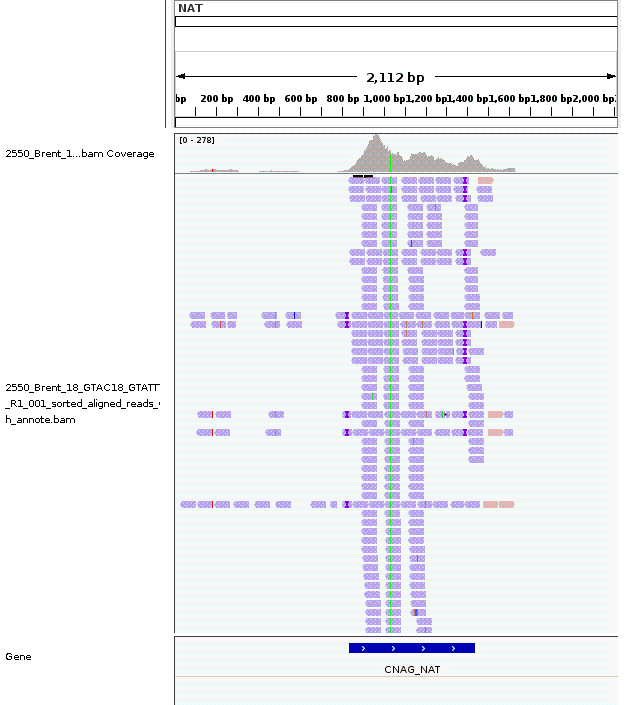 NAT
2,112 bp
bp 200 bp 400 bp 600 bp 800 bp 1,000 bp 1,200 bp 1,400 bp 1,600 bp 1,800 bp 2,000 bp 2,
[0 - 278]
2550_Brent_1...bam Coverage
2550_Brent_18_GTAC18_GTATT
_R1_001_sorted_aligned_reads_
h_annote.bam
Gene
CNAG_NAT